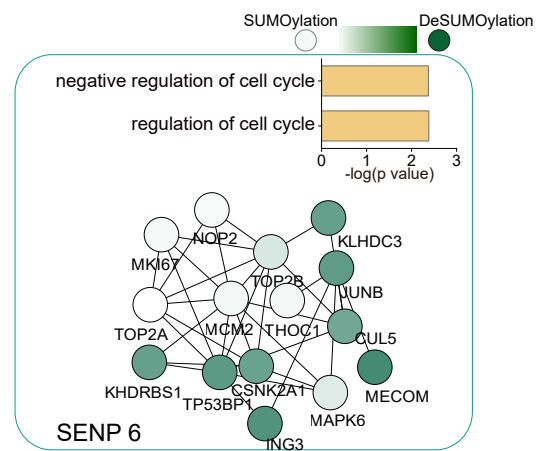 SUMOylation DeSUMOylation
negative regulation of cell cycle
regulation of cell cycle
0 1 2 3
-log(p value)
NOP2
KLHDC3
MKI67
TOP2B
JUNB
TOP2A
MCM2
THOC1
CUL5
KHDRBS1
CSNK2A1
MECOM
TP53BP1
MAPK6
SENP 6
ING3